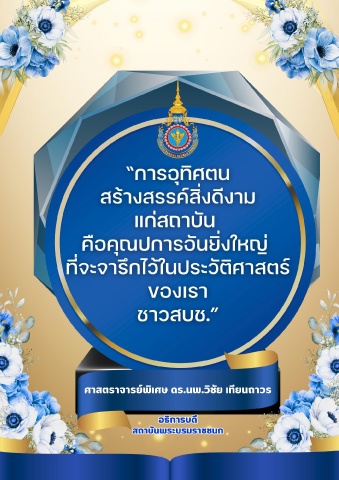 “การอุทิศตน
สร้างสรรค์สิ่งดีงาม
แก่สถาบัน
คือคุณูปการอันยิ่งใหญ่
ที่จะจารึกไว้ในประวัติศาสตร์
ของเรา
ชาวสบช.”
ศาสตราจารย์พิเศษ ดร.นพ.วิชัย เทียนถาวร
อธิการบดี
สถาบันพระบรมราชชนก